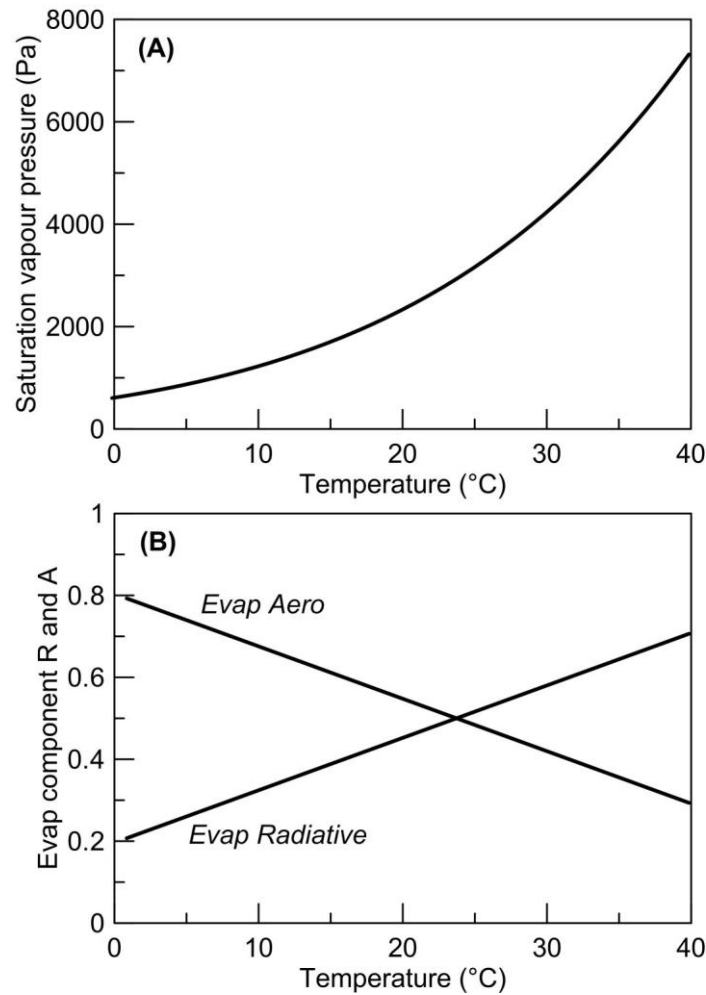 (A)
Saturation vapour pressure (Pa)
8000
6000
4000
2000
0
0 10 20 30 40
Temperature (°C)
(B)
Evap component R and A
1
0.8
0.6
0.4
0.2
0
Evap Aero
Evap Radiative
0 10 20 30 40
Temperature (°C)